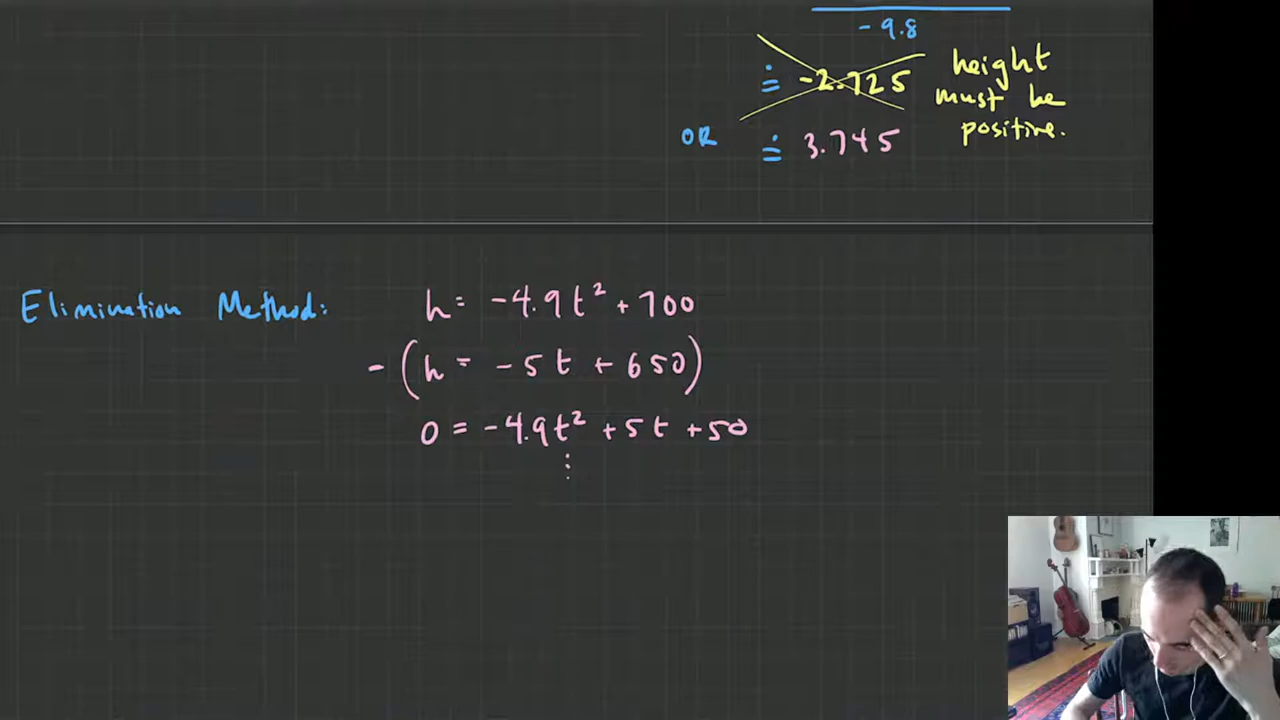 -9.8
≐ -2.725 height
must be
positive.
OR ≐ 3.745
Elimination Method: h = -4.9t² + 700
- (h = -5t + 650)
0 = -4.9t² + 5t + 50
⋮